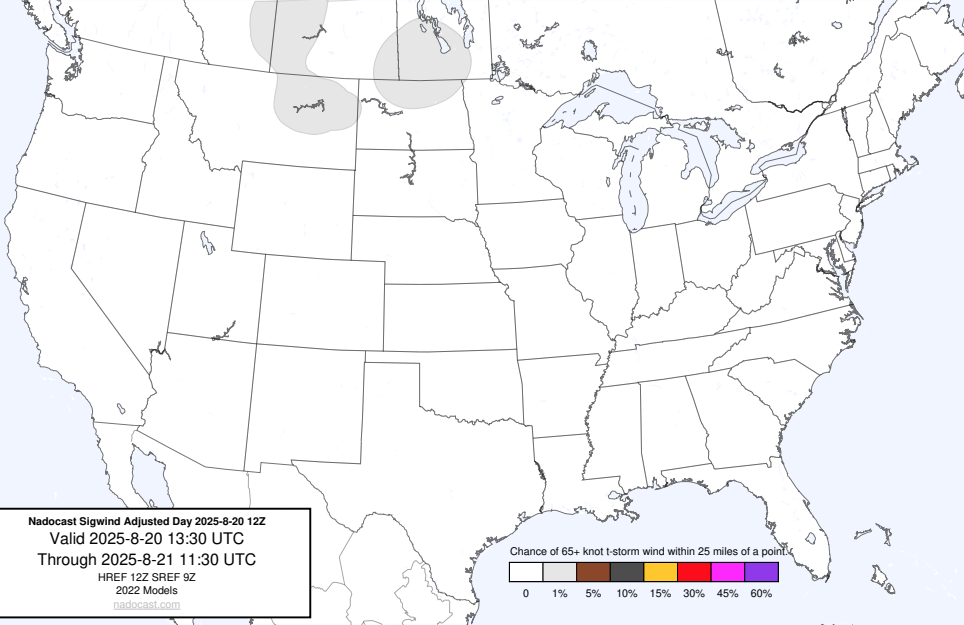 Nadocast Sigwind Adjusted Day 2025-8-20 12Z
Valid 2025-8-20 13:30 UTC
Through 2025-8-21 11:30 UTC
HREF 12Z SREF 9Z
2022 Models
nadocast.com
Chance of 65+ knot t-storm wind within 25 miles of a point.
0 1% 5% 10% 15% 30% 45% 60%